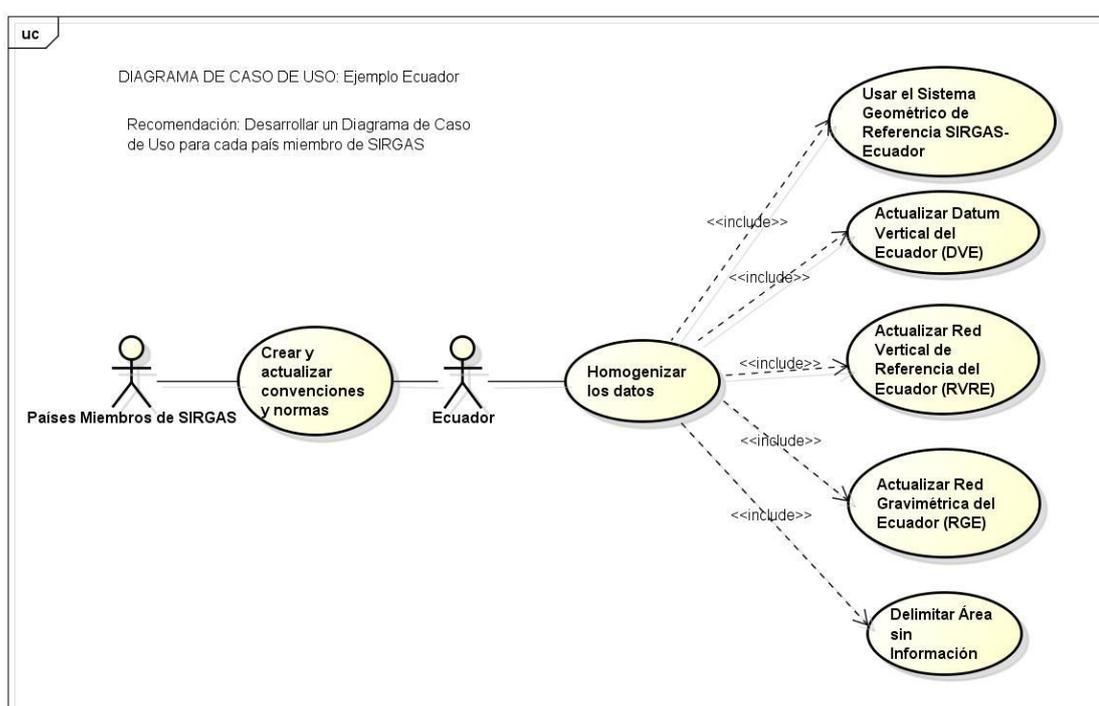 uc
DIAGRAMA DE CASO DE USO: Ejemplo Ecuador
Recomendación: Desarrollar un Diagrama de Caso
de Uso para cada país miembro de SIRGAS
Usar el Sistema
Geométrico de
Referencia SIRGAS-
Ecuador
<<include>>
Actualizar Datum
Vertical del
Ecuador (DVE)
<<include>>
Actualizar Red
Vertical de
Referencia del
Ecuador (RVRE)
<<include>>
Países Miembros de SIRGAS
Crear y
actualizar
convenciones
y normas
Ecuador
Homogenizar
los datos
<<include>>
Actualizar Red
Gravimétrica del
Ecuador (RGE)
<<include>>
Delimitar Área
sin
Información